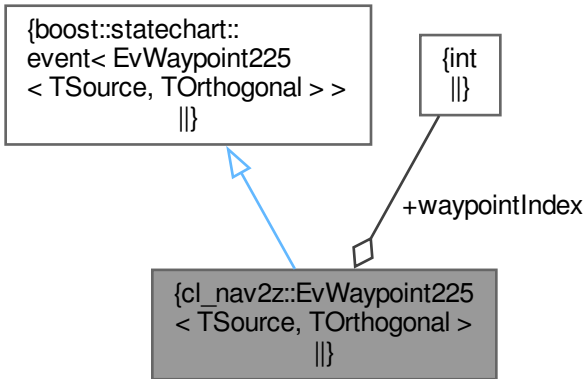 {boost::statechart::
event< EvWaypoint225
< TSource, TOrthogonal > >
||}
{int
||}
+waypointIndex
{cl_nav2z::EvWaypoint225
< TSource, TOrthogonal >
||}